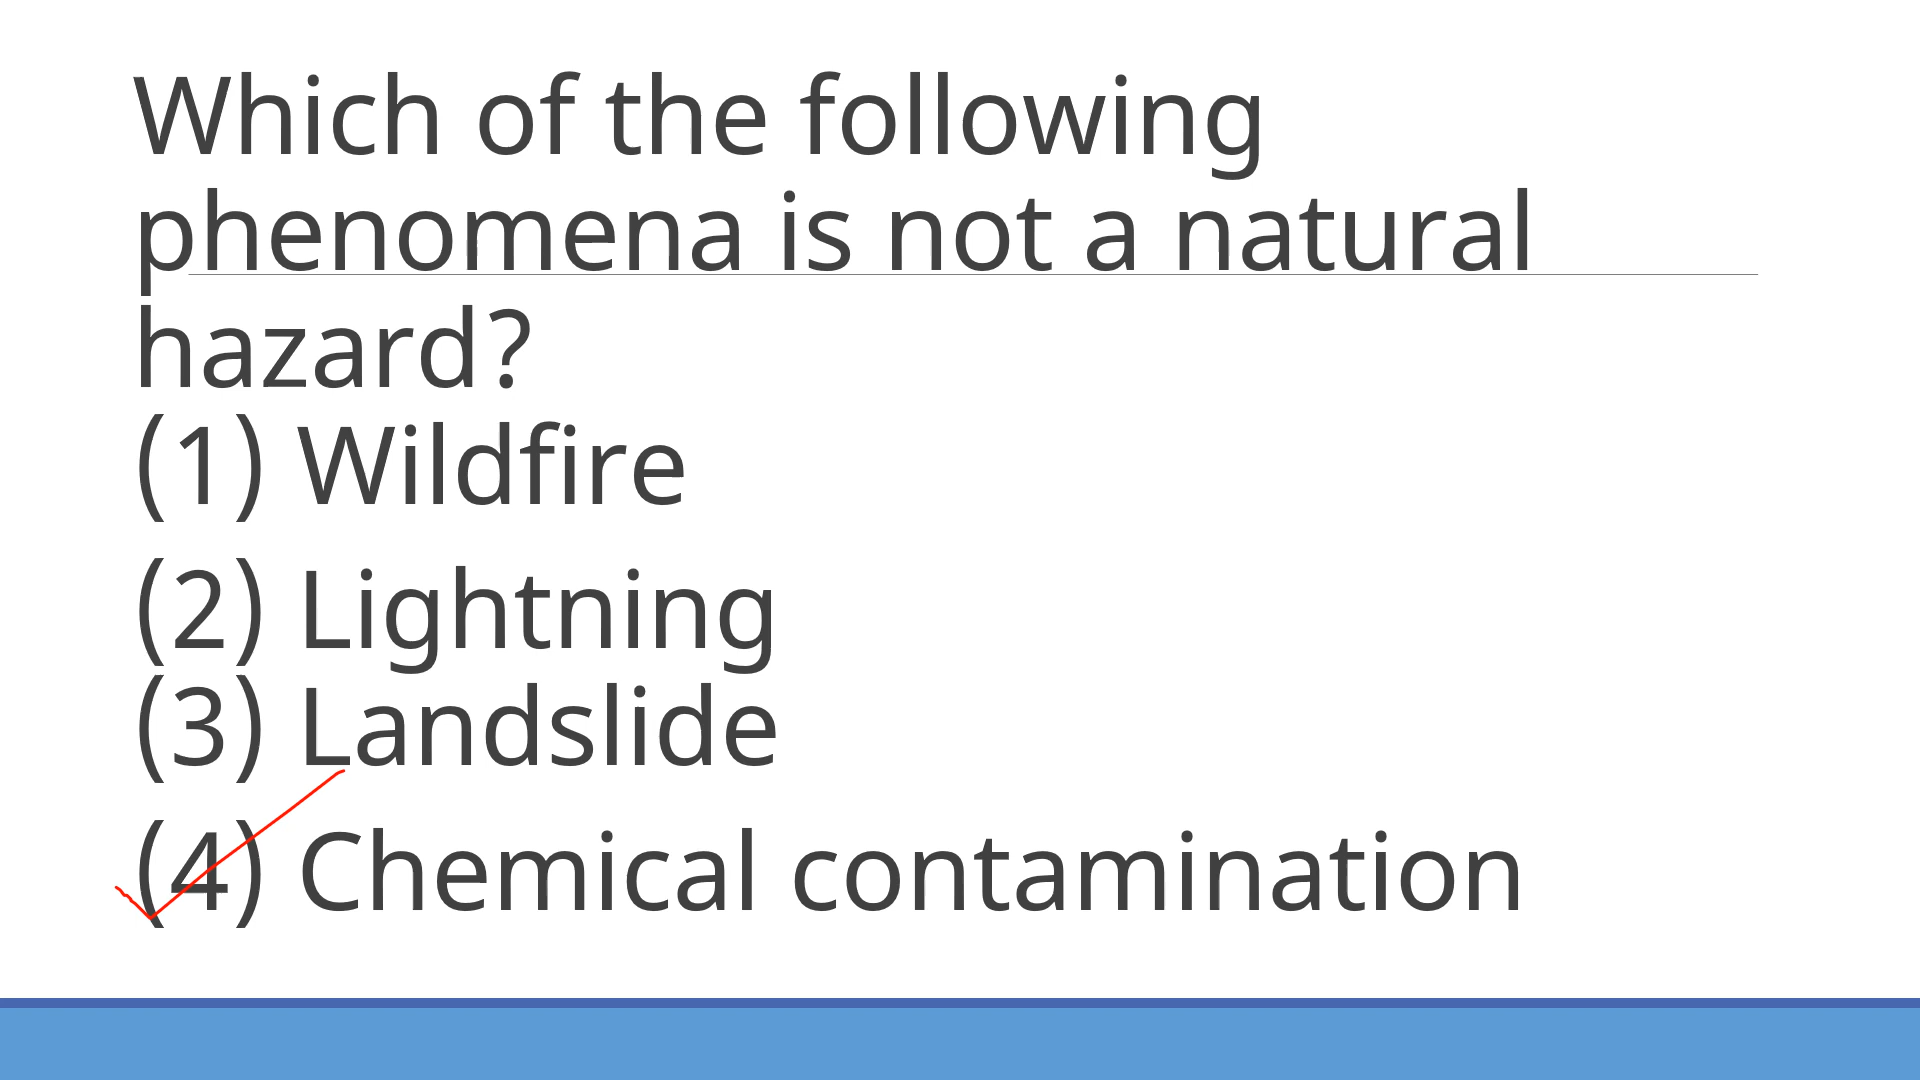 Which of the following
phenomena is not a natural
hazard?
(1) Wildfire
(2) Lightning
(3) Landslide
(4) Chemical contamination